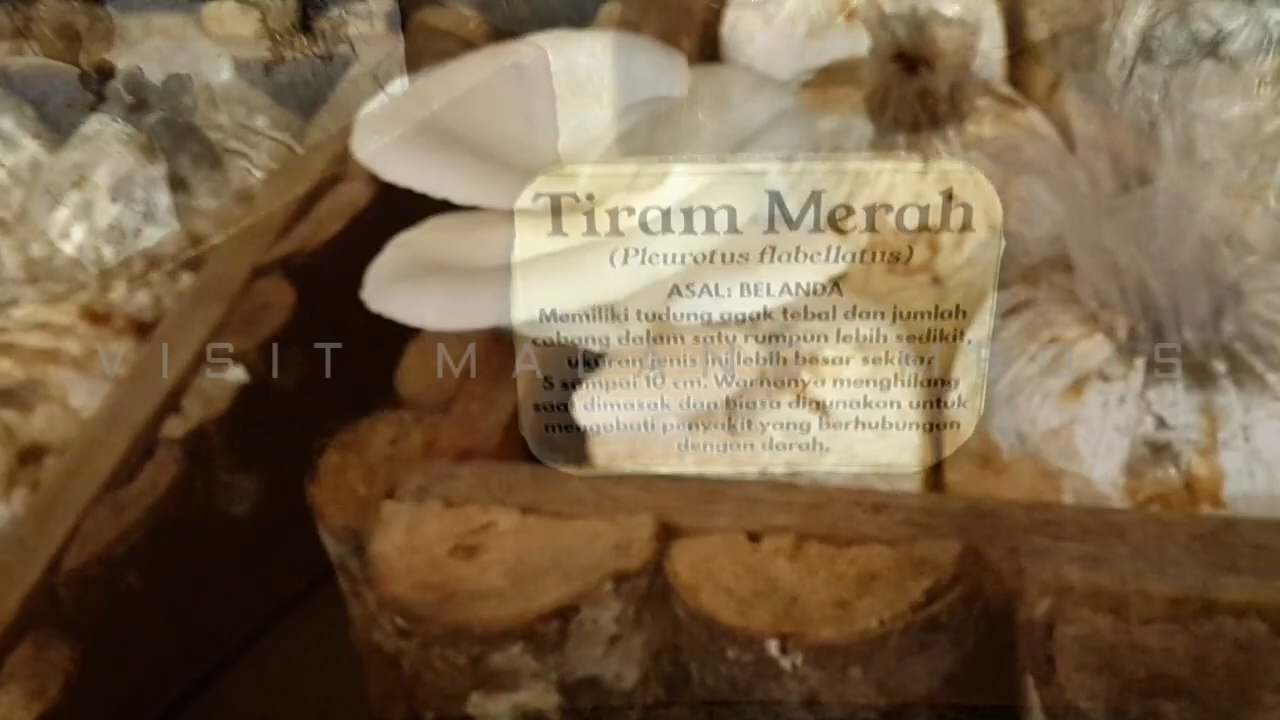 Tiram Merah
(Pleurotus flabellatus)
ASAL: BELANDA
Memiliki tudung agak tebal dan jumlah
cabang dalam satu rumpun lebih sedikit,
ukuran jenis ini lebih besar sekitar
5 sampai 10 cm. Warnanya menghilang
saat dimasak dan biasa digunakan untuk
mengobati penyakit yang berhubungan
dengan darah.
VISIT